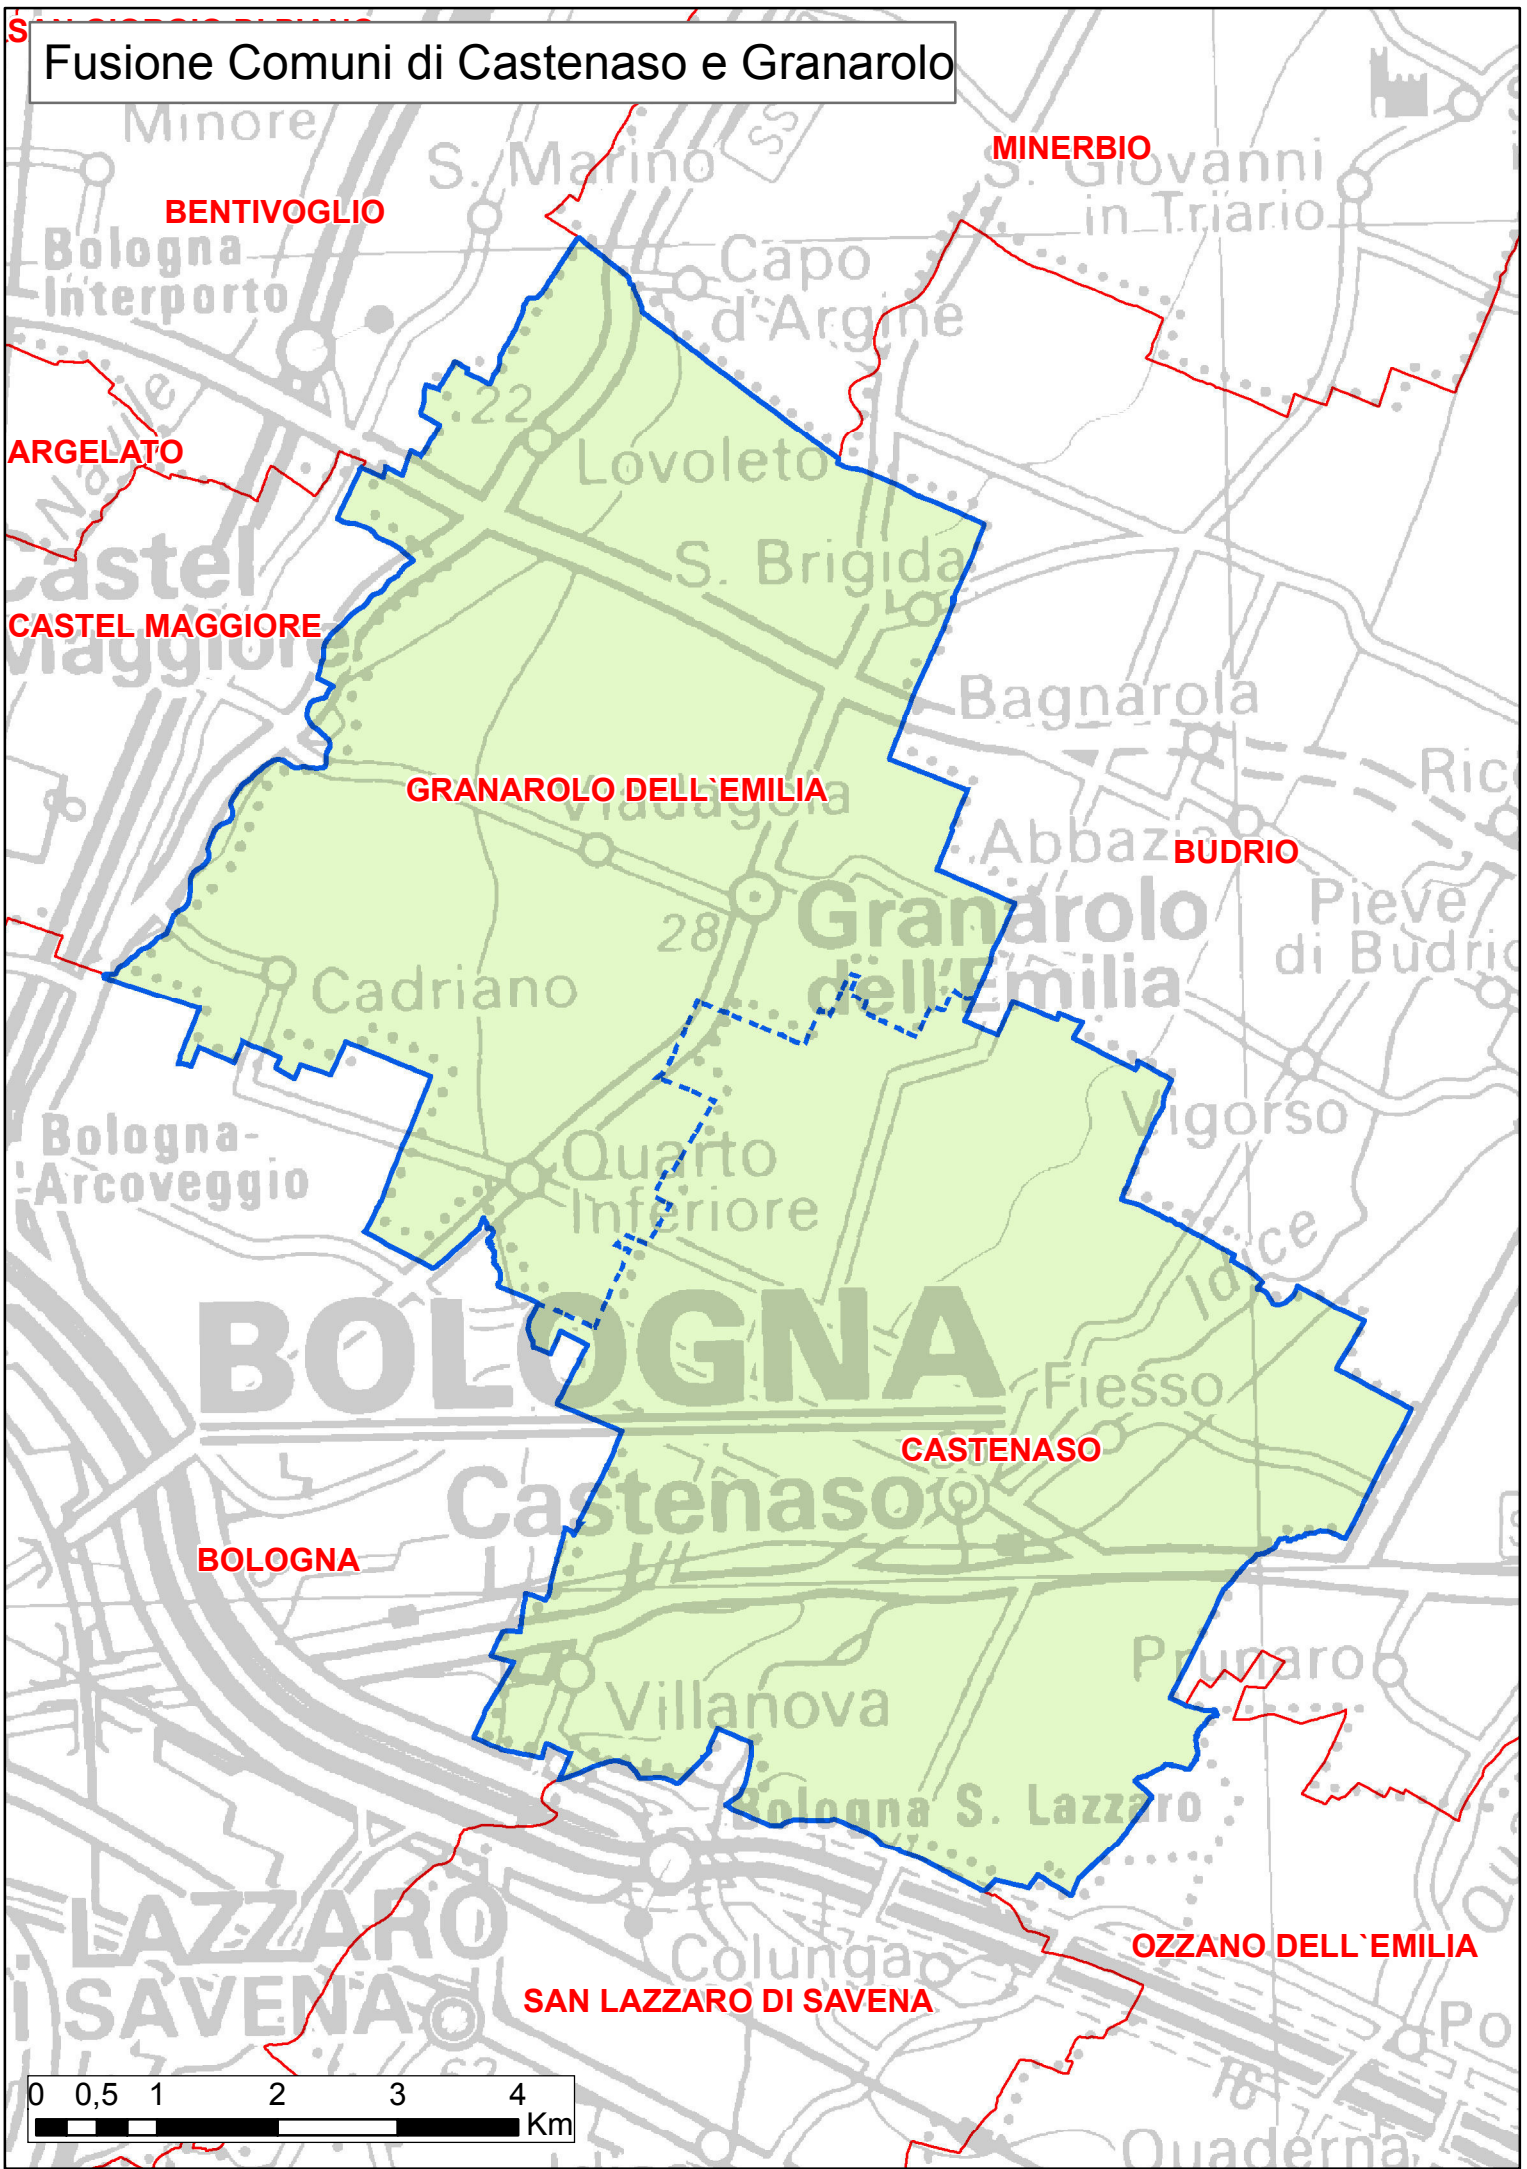 Fusione Comuni di Castenaso e Granarolo
Minore
S. Marino
SS
MINERBIO
S. Giovanni
in Triario
BENTIVOGLIO
Bologna
Interporto
Capo
d'Argine
22
Lovoleto
ARGELATO
Navile
Castel
Maggiore
CASTEL MAGGIORE
S. Brigida
Bagnarola
GRANAROLO DELL`EMILIA
Viadagola
Abbazia
BUDRIO
Granarolo
dell'Emilia
28
Pieve
di Budrio
Cadriano
Vigorso
Bologna-
Arcoveggio
Quarto
Inferiore
Idice
BOLOGNA
Fiesso
CASTENASO
Castenaso
BOLOGNA
Prunaro
Villanova
Bologna S. Lazzaro
LAZZARO
SAVENA
Colunga
OZZANO DELL`EMILIA
SAN LAZZARO DI SAVENA
Quaderna
0 0,5 1 2 3 4
Km